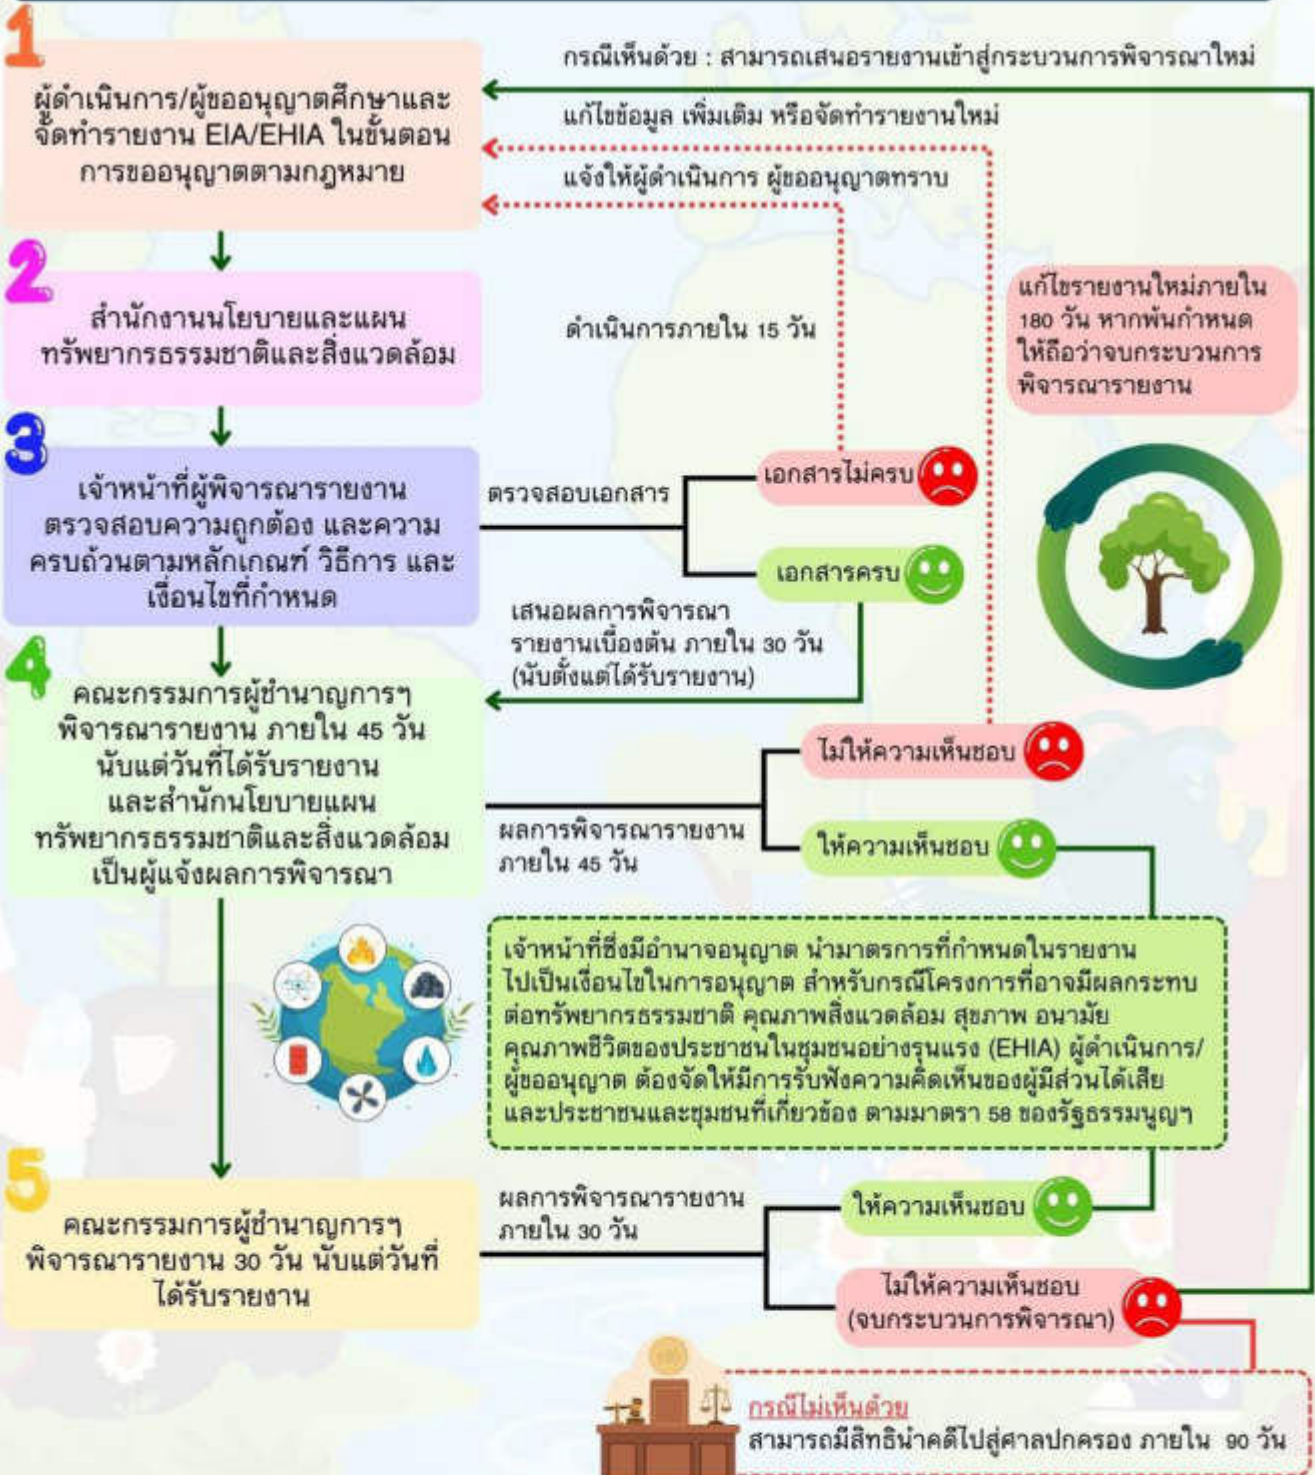 1
ผู้ดำเนินการ/ผู้ขออนุญาตศึกษาและ
จัดทำรายงาน EIA/EHIA ในขั้นตอน
การขออนุญาตตามกฎหมาย
กรณีเห็นด้วย : สามารถเสนอรายงานเข้าสู่กระบวนการพิจารณาใหม่
แก้ไขข้อมูล เพิ่มเติม หรือจัดทำรายงานใหม่
แจ้งให้ผู้ดำเนินการ ผู้ขออนุญาตทราบ
2
สำนักงานนโยบายและแผน
ทรัพยากรธรรมชาติและสิ่งแวดล้อม
ดำเนินการภายใน 15 วัน
แก้ไขรายงานใหม่ภายใน
180 วัน หากพ้นกำหนด
ให้ถือว่าจบกระบวนการ
พิจารณารายงาน
3
เจ้าหน้าที่ผู้พิจารณารายงาน
ตรวจสอบความถูกต้อง และความ
ครบถ้วนตามหลักเกณฑ์ วิธีการ และ
เงื่อนไขที่กำหนด
ตรวจสอบเอกสาร
เอกสารไม่ครบ
เอกสารครบ
เสนอผลการพิจารณา
รายงานเบื้องต้น ภายใน 30 วัน
(นับตั้งแต่ได้รับรายงาน)
4
คณะกรรมการผู้ชำนาญการฯ
พิจารณารายงาน ภายใน 45 วัน
นับแต่วันที่ได้รับรายงาน
และสำนักนโยบายแผน
ทรัพยากรธรรมชาติและสิ่งแวดล้อม
เป็นผู้แจ้งผลการพิจารณา
ผลการพิจารณารายงาน
ภายใน 45 วัน
ไม่ให้ความเห็นชอบ
ให้ความเห็นชอบ
เจ้าหน้าที่ซึ่งมีอำนาจอนุญาต นำมาตรการที่กำหนดในรายงาน
ไปเป็นเงื่อนไขในการอนุญาต สำหรับกรณีโครงการที่อาจมีผลกระทบ
ต่อทรัพยากรธรรมชาติ คุณภาพสิ่งแวดล้อม สุขภาพ อนามัย
คุณภาพชีวิตของประชาชนในชุมชนอย่างรุนแรง (EHIA) ผู้ดำเนินการ/
ผู้ขออนุญาต ต้องจัดให้มีการรับฟังความคิดเห็นของผู้มีส่วนได้เสีย
และประชาชนและชุมชนที่เกี่ยวข้อง ตามมาตรา 58 ของรัฐธรรมนูญฯ
5
คณะกรรมการผู้ชำนาญการฯ
พิจารณารายงาน 30 วัน นับแต่วันที่
ได้รับรายงาน
ผลการพิจารณารายงาน
ภายใน 30 วัน
ให้ความเห็นชอบ
ไม่ให้ความเห็นชอบ
(จบกระบวนการพิจารณา)
กรณีไม่เห็นด้วย
สามารถมีสิทธินำคดีไปสู่ศาลปกครอง ภายใน 90 วัน